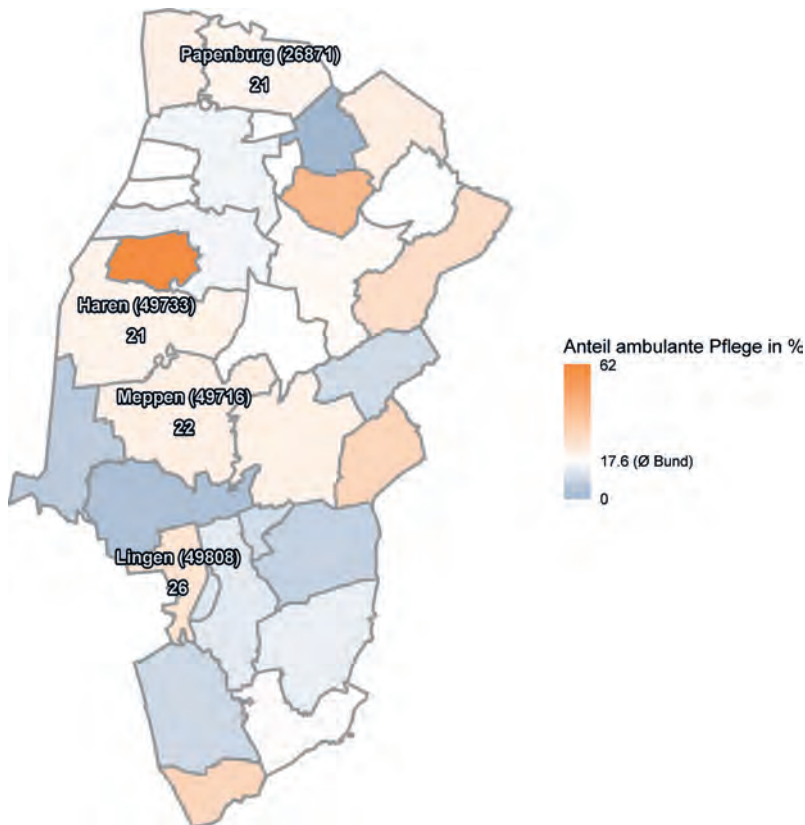 Papenburg (26871)
21
Haren (49733)
21
Meppen (49716)
22
Lingen (49808)
26
Anteil ambulante Pflege in %
62
17.6 (Ø Bund)
0